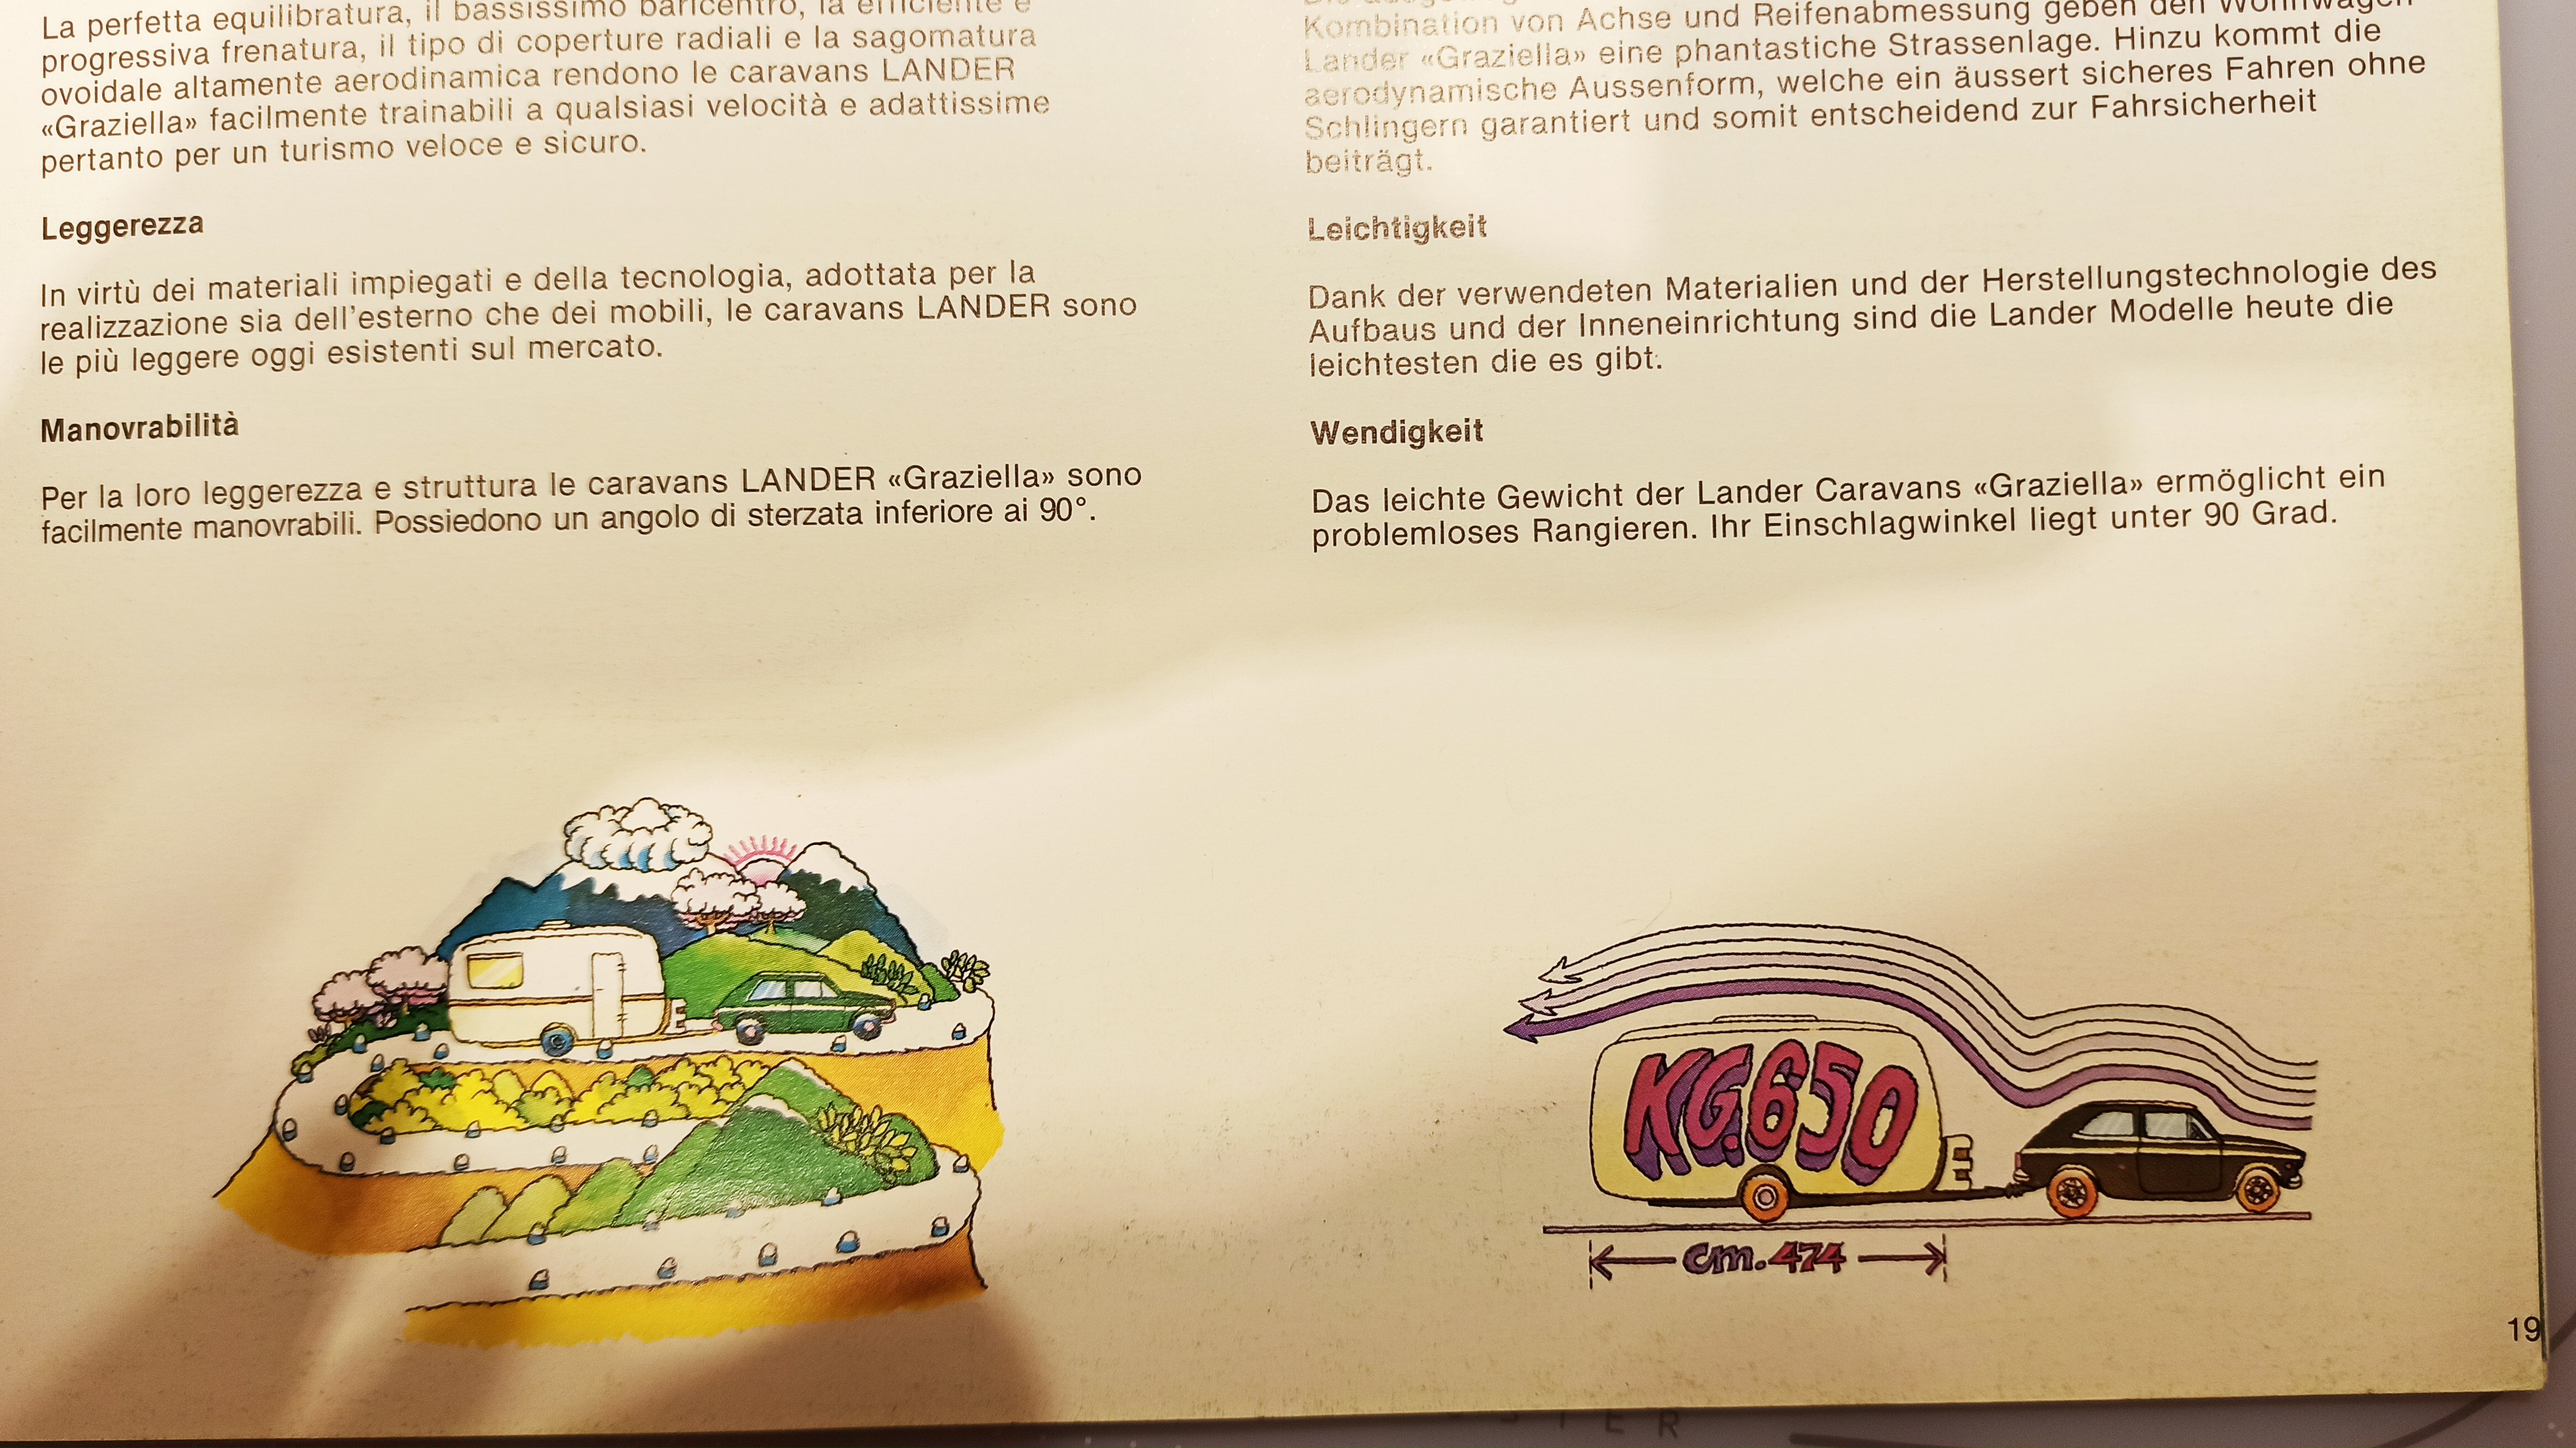 La perfetta equilibratura, il bassissimo baricentro, la efficiente e
progressiva frenatura, il tipo di coperture radiali e la sagomatura
ovoidale altamente aerodinamica rendono le caravans LANDER
«Graziella» facilmente trainabili a qualsiasi velocità e adattissime
pertanto per un turismo veloce e sicuro.
Leggerezza
In virtù dei materiali impiegati e della tecnologia, adottata per la
realizzazione sia dell'esterno che dei mobili, le caravans LANDER sono
le più leggere oggi esistenti sul mercato.
Manovrabilità
Per la loro leggerezza e struttura le caravans LANDER «Graziella» sono
facilmente manovrabili. Possiedono un angolo di sterzata inferiore ai 90°.
Kombination von Achse und Reifenabmessung geben den Wohnwagen
Lander «Graziella» eine phantastiche Strassenlage. Hinzu kommt die
aerodynamische Aussenform, welche ein äussert sicheres Fahren ohne
Schlingern garantiert und somit entscheidend zur Fahrsicherheit
beiträgt.
Leichtigkeit
Dank der verwendeten Materialien und der Herstellungstechnologie des
Aufbaus und der Inneneinrichtung sind die Lander Modelle heute die
leichtesten die es gibt.
Wendigkeit
Das leichte Gewicht der Lander Caravans «Graziella» ermöglicht ein
problemloses Rangieren. Ihr Einschlagwinkel liegt unter 90 Grad.
KG.650
cm.474
19